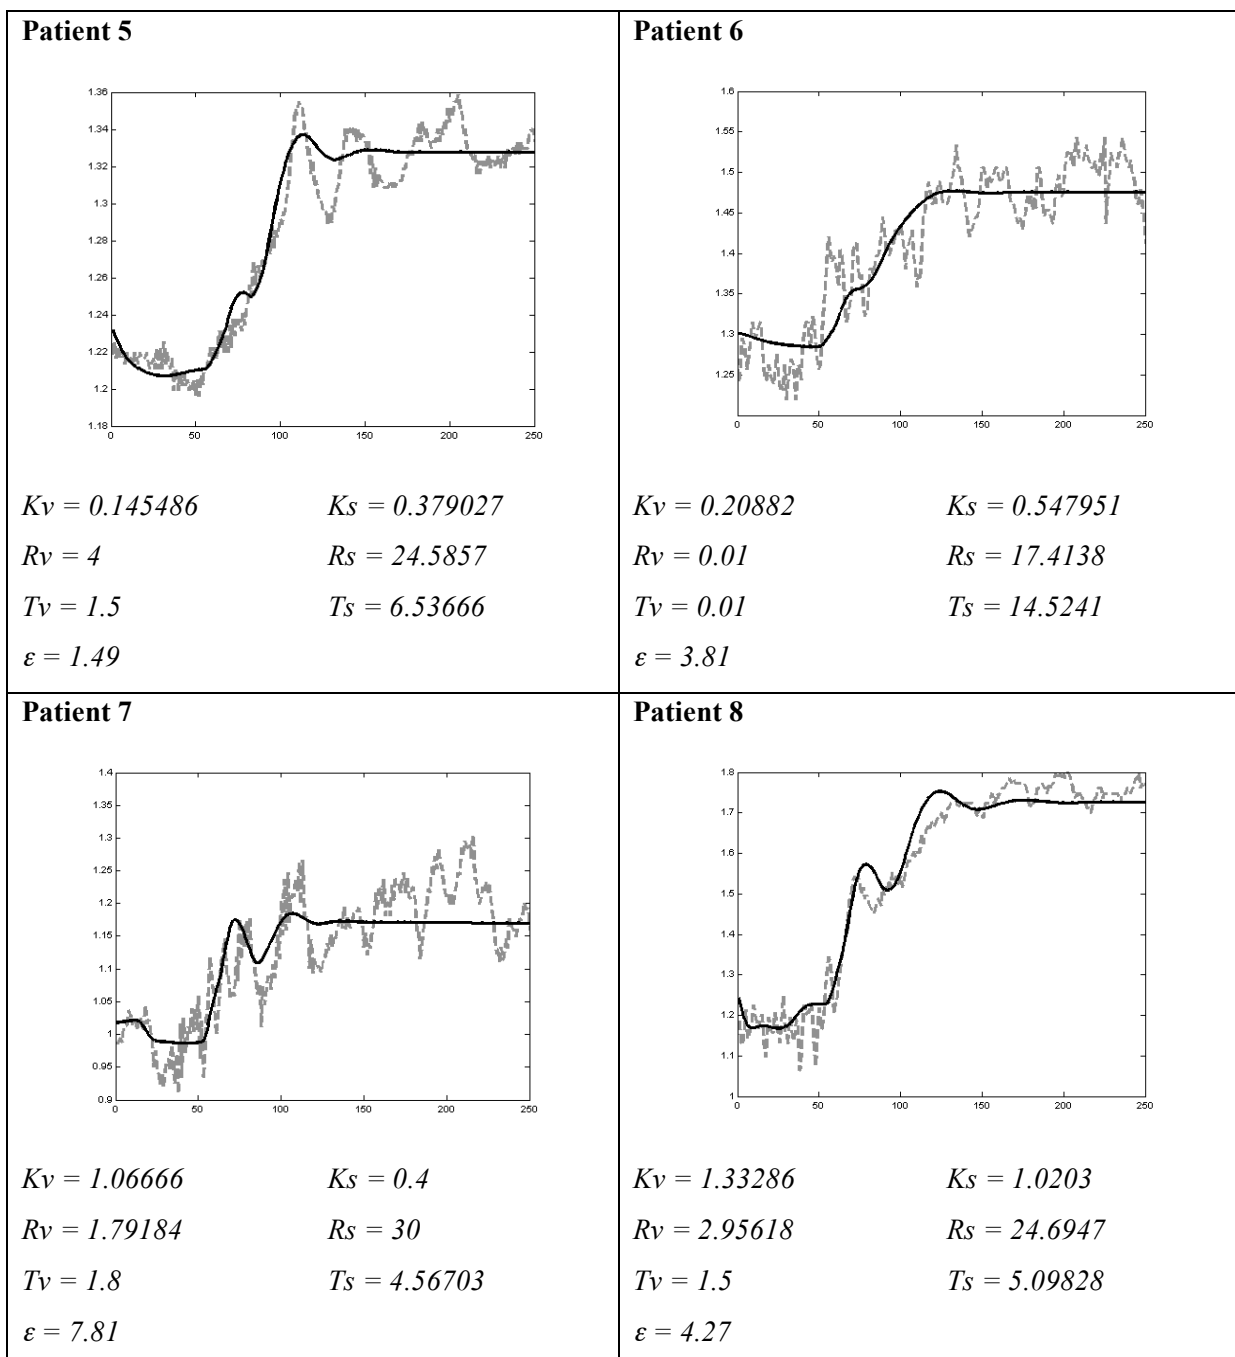 Patient 5
1.36
1.34
1.32
1.3
1.28
1.26
1.24
1.22
1.2
1.18
0 50 100 150 200 250
Kv = 0.145486 Ks = 0.379027
Rv = 4 Rs = 24.5857
Tv = 1.5 Ts = 6.53666
ε = 1.49
Patient 6
1.6
1.55
1.5
1.45
1.4
1.35
1.3
1.25
0 50 100 150 200 250
Kv = 0.20882 Ks = 0.547951
Rv = 0.01 Rs = 17.4138
Tv = 0.01 Ts = 14.5241
ε = 3.81
Patient 7
1.4
1.3
1.25
1.2
1.15
1.1
1.05
1
0.95
0.9
0 50 100 150 200 250
Kv = 1.06666 Ks = 0.4
Rv = 1.79184 Rs = 30
Tv = 1.8 Ts = 4.56703
ε = 7.81
Patient 8
1.8
1.7
1.6
1.5
1.4
1.3
1.2
1.1
1
0 50 100 150 200 250
Kv = 1.33286 Ks = 1.0203
Rv = 2.95618 Rs = 24.6947
Tv = 1.5 Ts = 5.09828
ε = 4.27